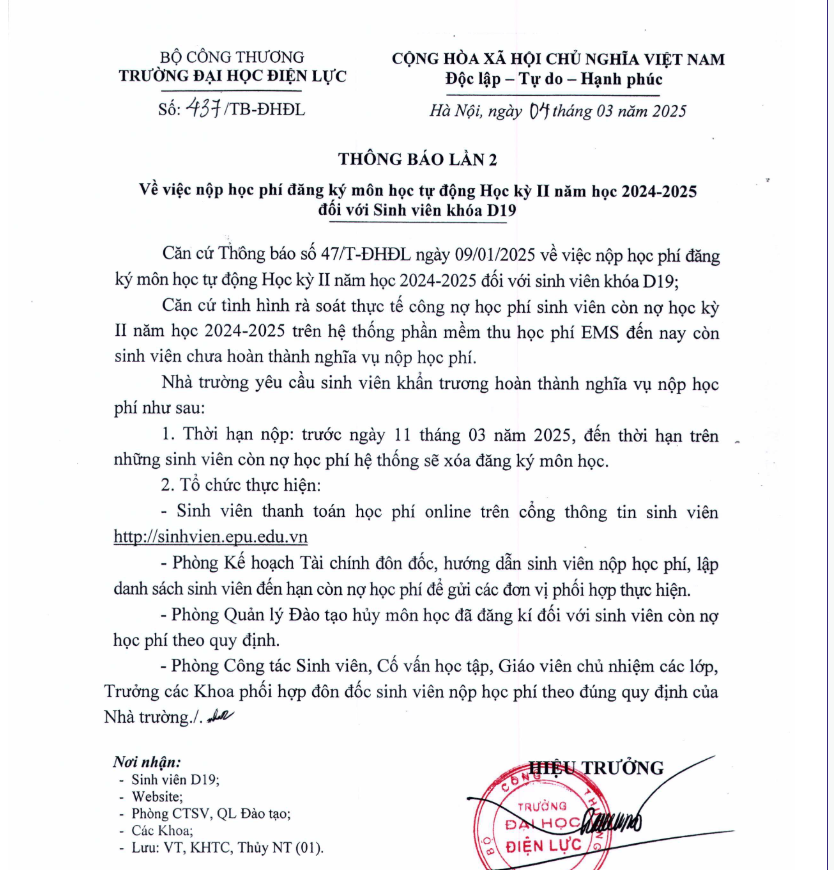 BỘ CÔNG THƯƠNG
TRƯỜNG ĐẠI HỌC ĐIỆN LỰC
Số: 437/TB-ĐHĐL
CỘNG HÒA XÃ HỘI CHỦ NGHĨA VIỆT NAM
Độc lập – Tự do – Hạnh phúc
Hà Nội, ngày 04 tháng 03 năm 2025
THÔNG BÁO LẦN 2
Về việc nộp học phí đăng ký môn học tự động Học kỳ II năm học 2024-2025
đối với Sinh viên khóa D19
Căn cứ Thông báo số 47/T-ĐHĐL ngày 09/01/2025 về việc nộp học phí đăng
ký môn học tự động Học kỳ II năm học 2024-2025 đối với sinh viên khóa D19;
Căn cứ tình hình rà soát thực tế công nợ học phí sinh viên còn nợ học kỳ
II năm học 2024-2025 trên hệ thống phần mềm thu học phí EMS đến nay còn
sinh viên chưa hoàn thành nghĩa vụ nộp học phí.
Nhà trường yêu cầu sinh viên khẩn trương hoàn thành nghĩa vụ nộp học
phí như sau:
1. Thời hạn nộp: trước ngày 11 tháng 03 năm 2025, đến thời hạn trên
những sinh viên còn nợ học phí hệ thống sẽ xóa đăng ký môn học.
2. Tổ chức thực hiện:
- Sinh viên thanh toán học phí online trên cổng thông tin sinh viên
http://sinhvien.epu.edu.vn
- Phòng Kế hoạch Tài chính đôn đốc, hướng dẫn sinh viên nộp học phí, lập
danh sách sinh viên đến hạn còn nợ học phí để gửi các đơn vị phối hợp thực hiện.
- Phòng Quản lý Đào tạo hủy môn học đã đăng kí đối với sinh viên còn nợ
học phí theo quy định.
- Phòng Công tác Sinh viên, Cố vấn học tập, Giáo viên chủ nhiệm các lớp,
Trưởng các Khoa phối hợp đôn đốc sinh viên nộp học phí theo đúng quy định của
Nhà trường./.
Nơi nhận:
- Sinh viên D19;
- Website;
- Phòng CTSV, QL Đào tạo;
- Các Khoa;
- Lưu: VT, KHTC, Thủy NT (01).
HIỆU TRƯỞNG
BỘ CÔNG THƯƠNG
TRƯỜNG
ĐẠI HỌC
ĐIỆN LỰC